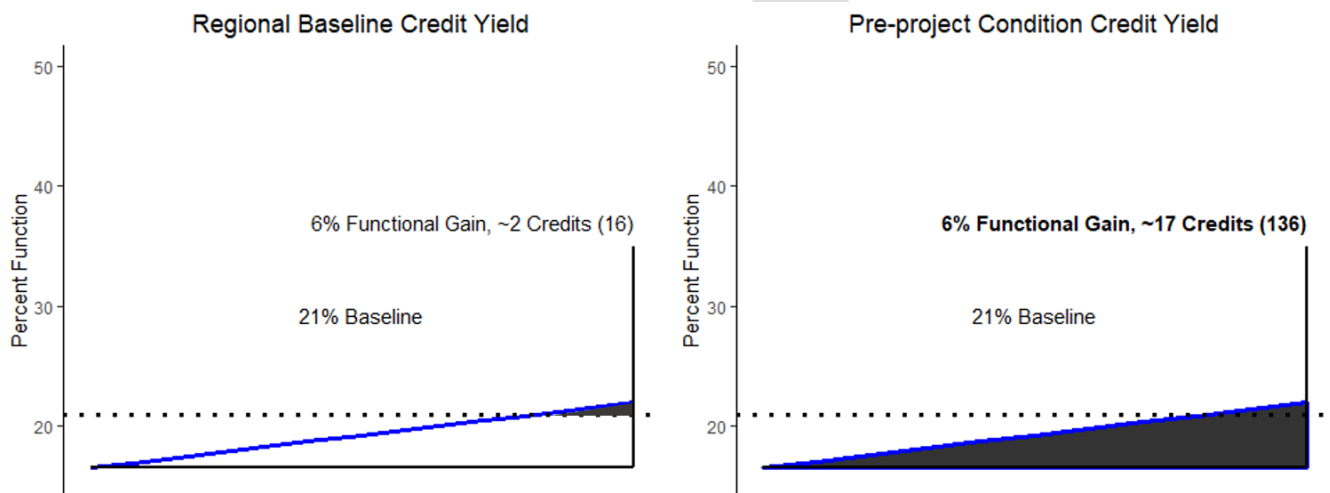 Regional Baseline Credit Yield
50
40
30
20
Percent Function
6% Functional Gain, ~2 Credits (16)
21% Baseline
Pre-project Condition Credit Yield
50
40
30
20
Percent Function
6% Functional Gain, ~17 Credits (136)
21% Baseline